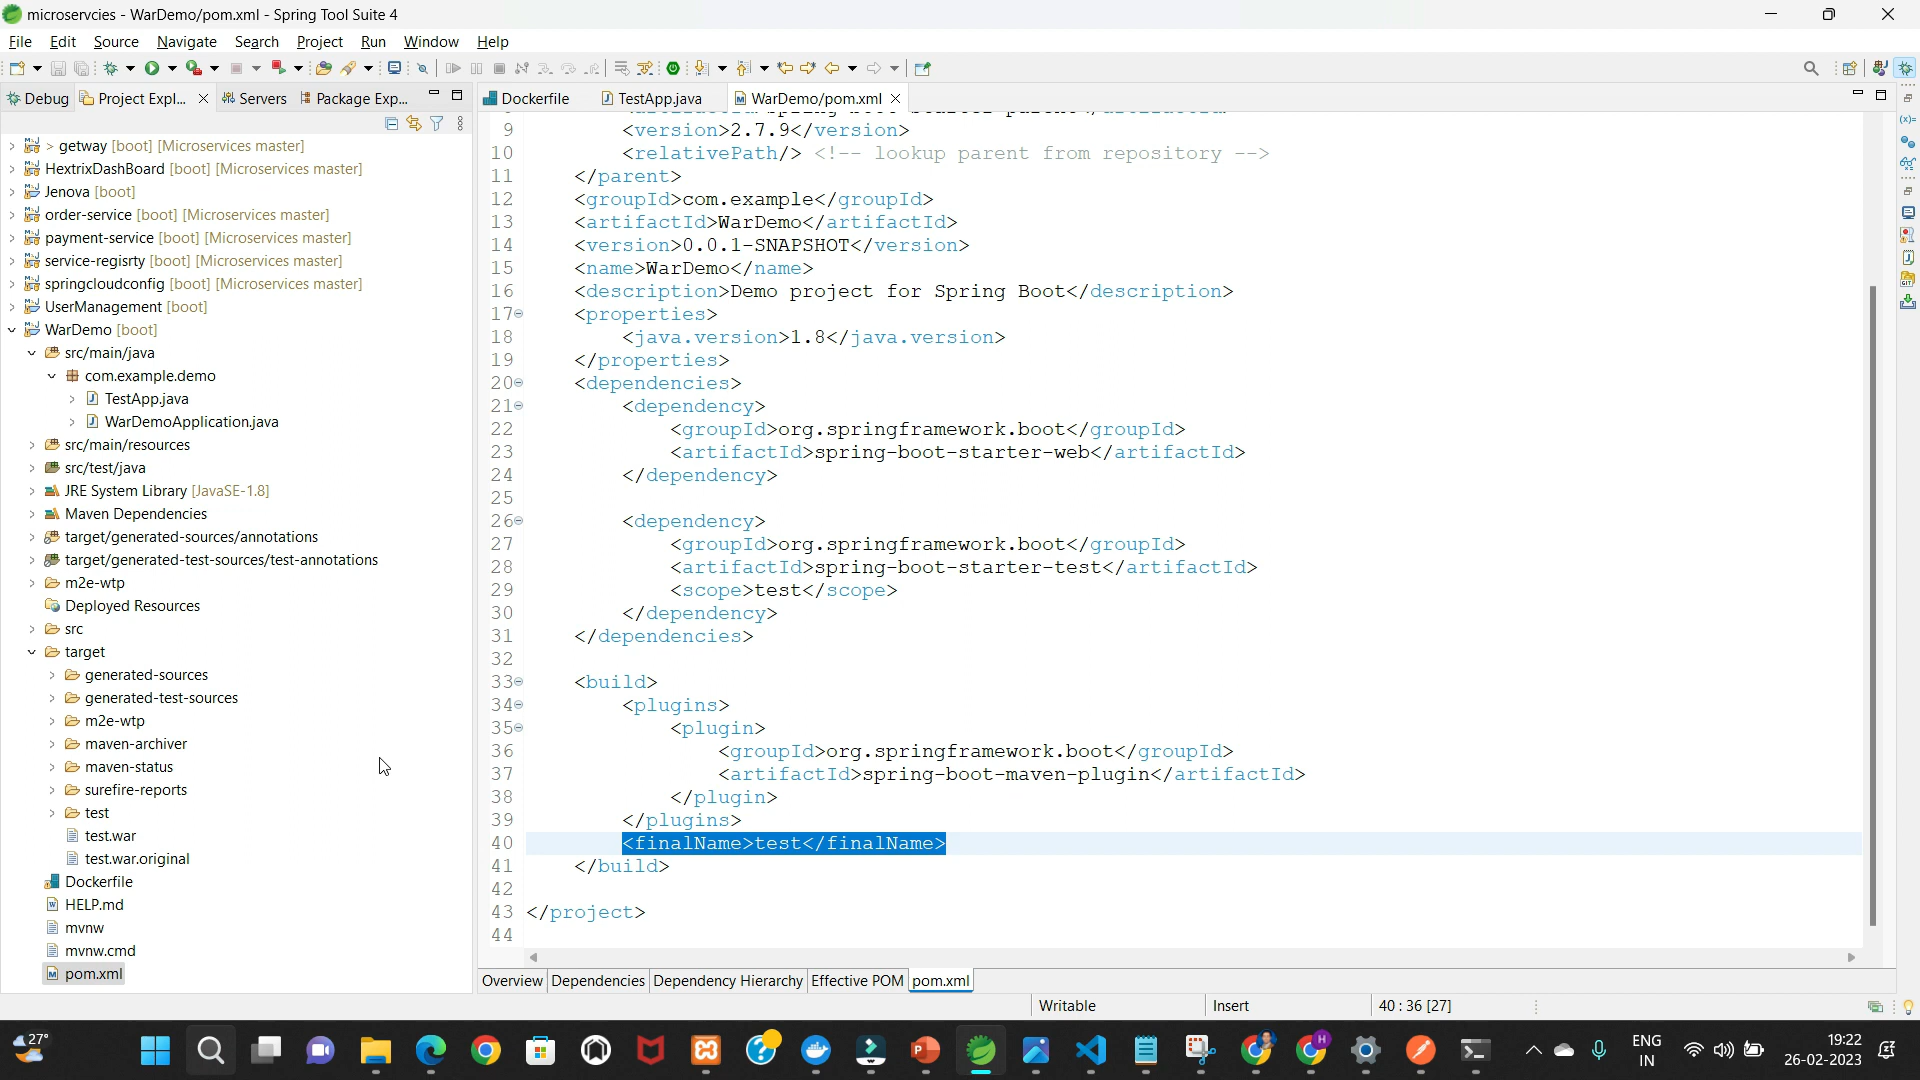 microservcies - WarDemo/pom.xml - Spring Tool Suite 4
File Edit Source Navigate Search Project Run Window Help
Debug Project Expl... Servers Package Exp...
Dockerfile TestApp.java WarDemo/pom.xml
> getway [boot] [Microservices master]
HextrixDashBoard [boot] [Microservices master]
Jenova [boot]
order-service [boot] [Microservices master]
payment-service [boot] [Microservices master]
service-regisrty [boot] [Microservices master]
springcloudconfig [boot] [Microservices master]
UserManagement [boot]
WarDemo [boot]
src/main/java
com.example.demo
TestApp.java
WarDemoApplication.java
src/main/resources
src/test/java
JRE System Library [JavaSE-1.8]
Maven Dependencies
target/generated-sources/annotations
target/generated-test-sources/test-annotations
m2e-wtp
Deployed Resources
src
target
generated-sources
generated-test-sources
m2e-wtp
maven-archiver
maven-status
surefire-reports
test
test.war
test.war.original
Dockerfile
HELP.md
mvnw
mvnw.cmd
pom.xml
9 <version>2.7.9</version>
10 <relativePath/> <!-- lookup parent from repository -->
11 </parent>
12 <groupId>com.example</groupId>
13 <artifactId>WarDemo</artifactId>
14 <version>0.0.1-SNAPSHOT</version>
15 <name>WarDemo</name>
16 <description>Demo project for Spring Boot</description>
17 <properties>
18 <java.version>1.8</java.version>
19 </properties>
20 <dependencies>
21 <dependency>
22 <groupId>org.springframework.boot</groupId>
23 <artifactId>spring-boot-starter-web</artifactId>
24 </dependency>
25
26 <dependency>
27 <groupId>org.springframework.boot</groupId>
28 <artifactId>spring-boot-starter-test</artifactId>
29 <scope>test</scope>
30 </dependency>
31 </dependencies>
32
33 <build>
34 <plugins>
35 <plugin>
36 <groupId>org.springframework.boot</groupId>
37 <artifactId>spring-boot-maven-plugin</artifactId>
38 </plugin>
39 </plugins>
40 <finalName>test</finalName>
41 </build>
42
43 </project>
44
Overview Dependencies Dependency Hierarchy Effective POM pom.xml
Writable Insert 40 : 36 [27]
27°
ENG
IN
19:22
26-02-2023